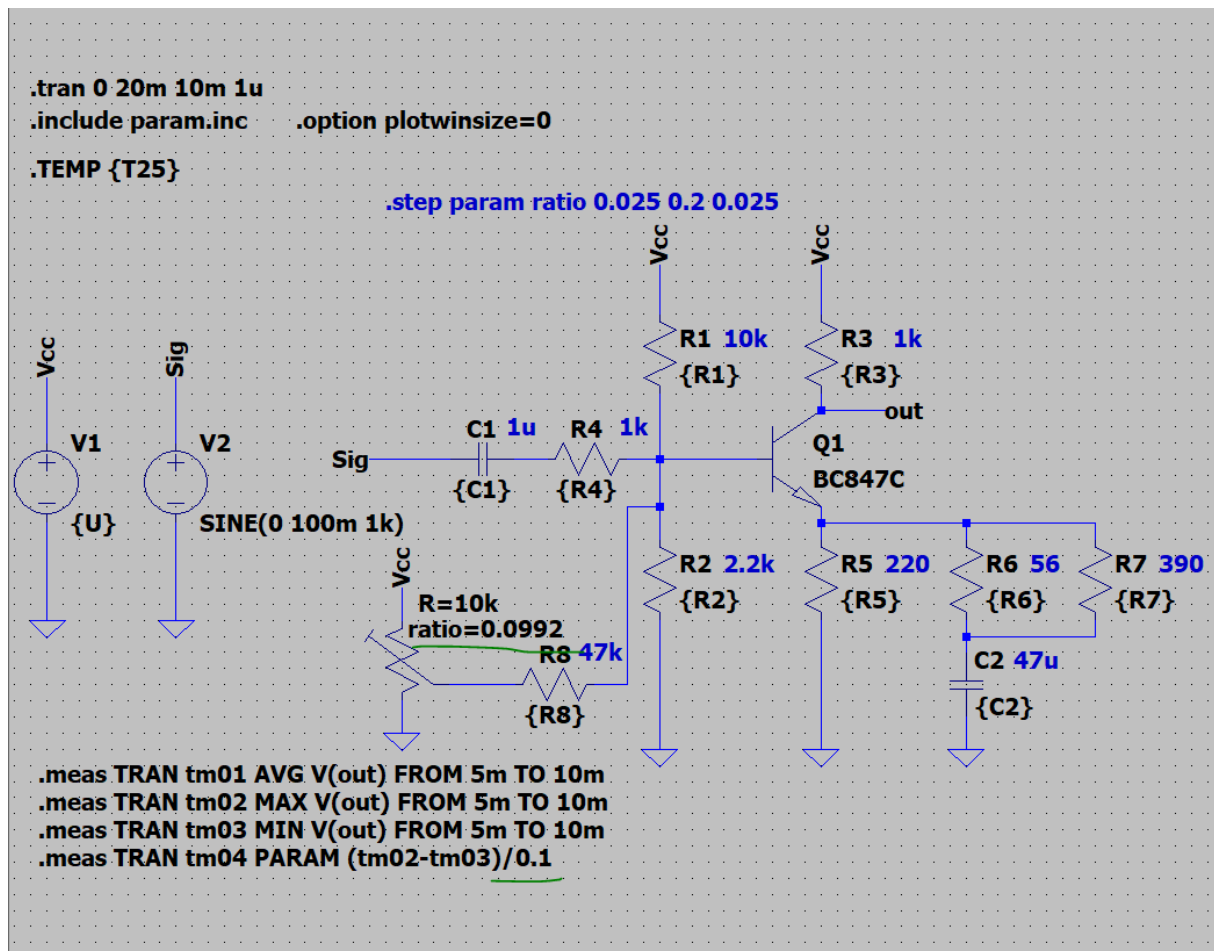 .tran 0 20m 10m 1u
.include param.inc .option plotwinsize=0
.TEMP {T25}
.step param ratio 0.025 0.2 0.025
Vcc
Vcc
R1 10k
{R1}
R3 1k
{R3}
out
Vcc
Sig
V1
{U}
V2
SINE(0 100m 1k)
Sig
C1 1u
{C1}
R4 1k
{R4}
Q1
BC847C
Vcc
R=10k
ratio=0.0992
R8 47k
{R8}
R2 2.2k
{R2}
R5 220
{R5}
R6 56
{R6}
R7 390
{R7}
C2 47u
{C2}
.meas TRAN tm01 AVG V(out) FROM 5m TO 10m
.meas TRAN tm02 MAX V(out) FROM 5m TO 10m
.meas TRAN tm03 MIN V(out) FROM 5m TO 10m
.meas TRAN tm04 PARAM (tm02-tm03)/0.1